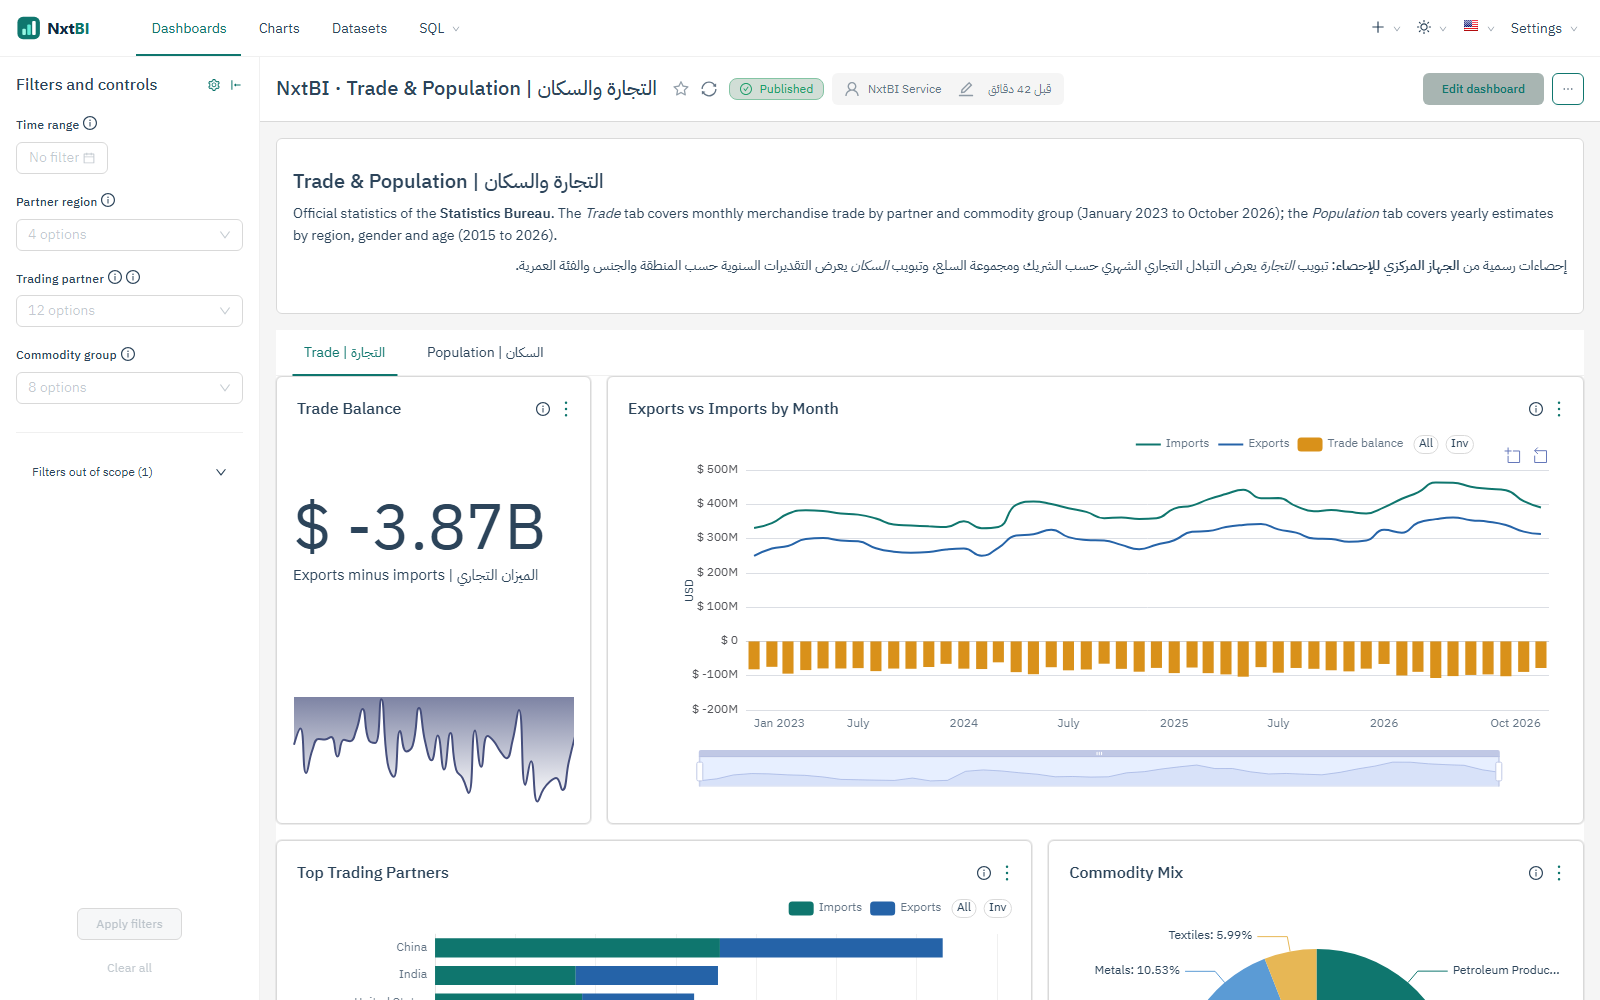 NxtBI
Dashboards
Charts
Datasets
SQL
Settings
Filters and controls
Time range
No filter
Partner region
4 options
Trading partner
12 options
Commodity group
8 options
Filters out of scope (1)
Apply filters
Clear all
NxtBI · Trade & Population | التجارة والسكان
Published
NxtBI Service
قبل 42 دقائق
Edit dashboard
...
Trade & Population | التجارة والسكان
Official statistics of the Statistics Bureau. The Trade tab covers monthly merchandise trade by partner and commodity group (January 2023 to October 2026); the Population tab covers yearly estimates
by region, gender and age (2015 to 2026).
إحصاءات رسمية من الجهاز المركزي للإحصاء: تبويب التجارة يعرض التبادل التجاري الشهري حسب الشريك ومجموعة السلع، وتبويب السكان يعرض التقديرات السنوية حسب المنطقة والجنس والفئة العمرية.
Trade | التجارة
Population | السكان
Trade Balance
$ -3.87B
Exports minus imports | الميزان التجاري
Exports vs Imports by Month
Imports
Exports
Trade balance
All
Inv
USD
$ 500M
$ 400M
$ 300M
$ 200M
$ 100M
$ 0
$ -100M
$ -200M
Jan 2023
July
2024
July
2025
July
2026
Oct 2026
Top Trading Partners
Imports
Exports
All
Inv
China
India
Commodity Mix
Textiles: 5.99%
Metals: 10.53%
Petroleum Produc...